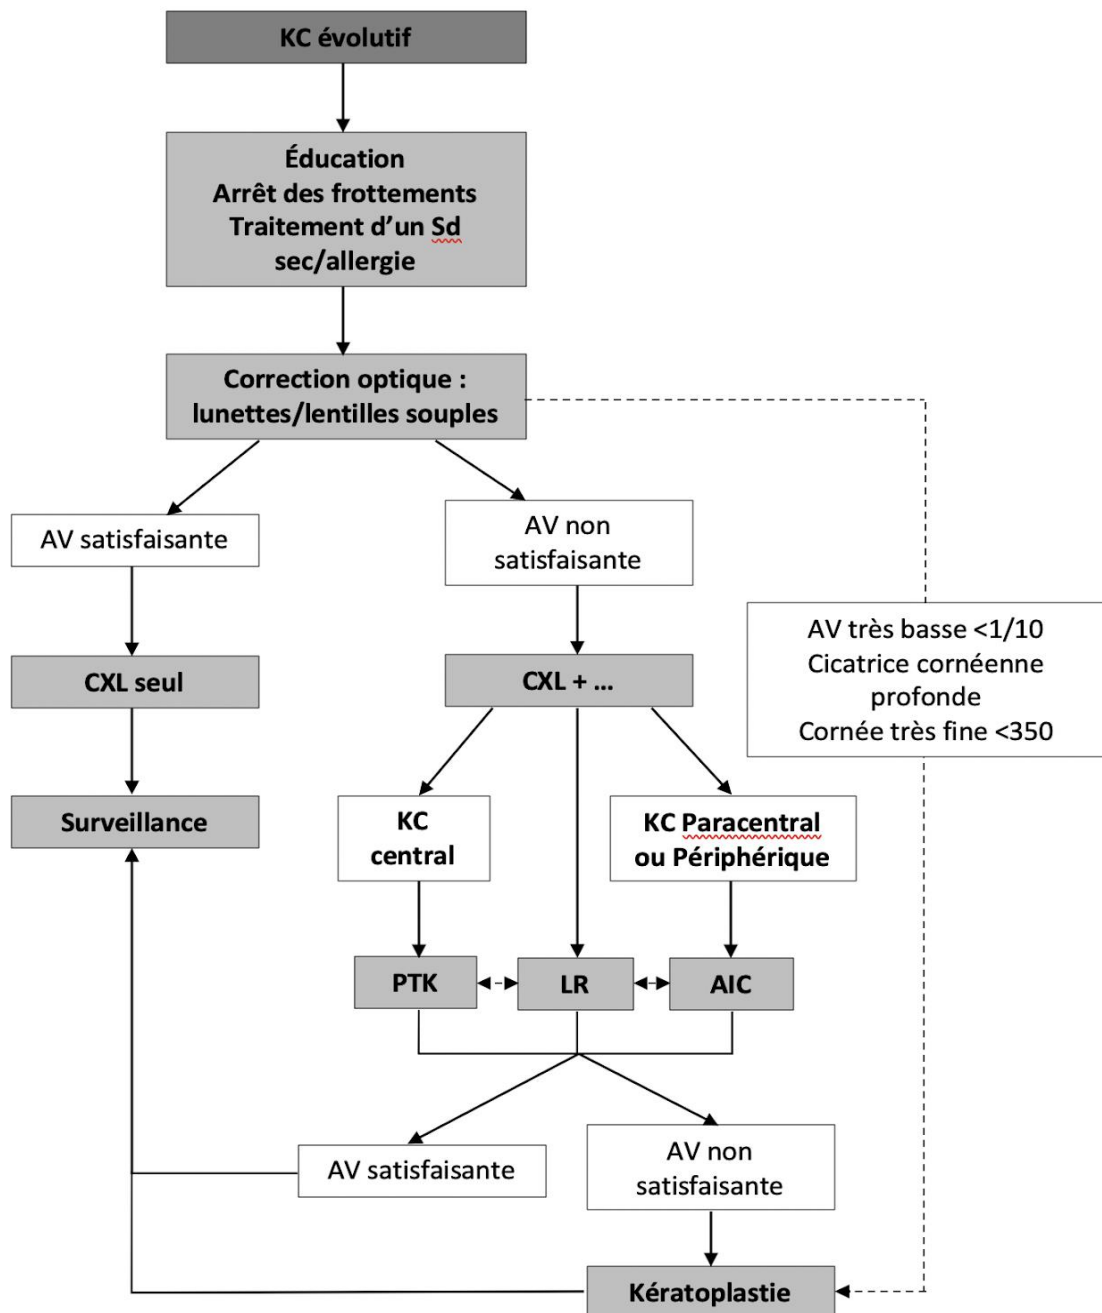 KC évolutif
Éducation
Arrêt des frottements
Traitement d’un Sd
sec/allergie
Correction optique :
lunettes/lentilles souples
AV satisfaisante
AV non
satisfaisante
AV très basse <1/10
Cicatrice cornéenne
profonde
Cornée très fine <350
CXL seul
CXL + ...
Surveillance
KC
central
KC Paracentral
ou Périphérique
PTK
LR
AIC
AV satisfaisante
AV non
satisfaisante
Kératoplastie